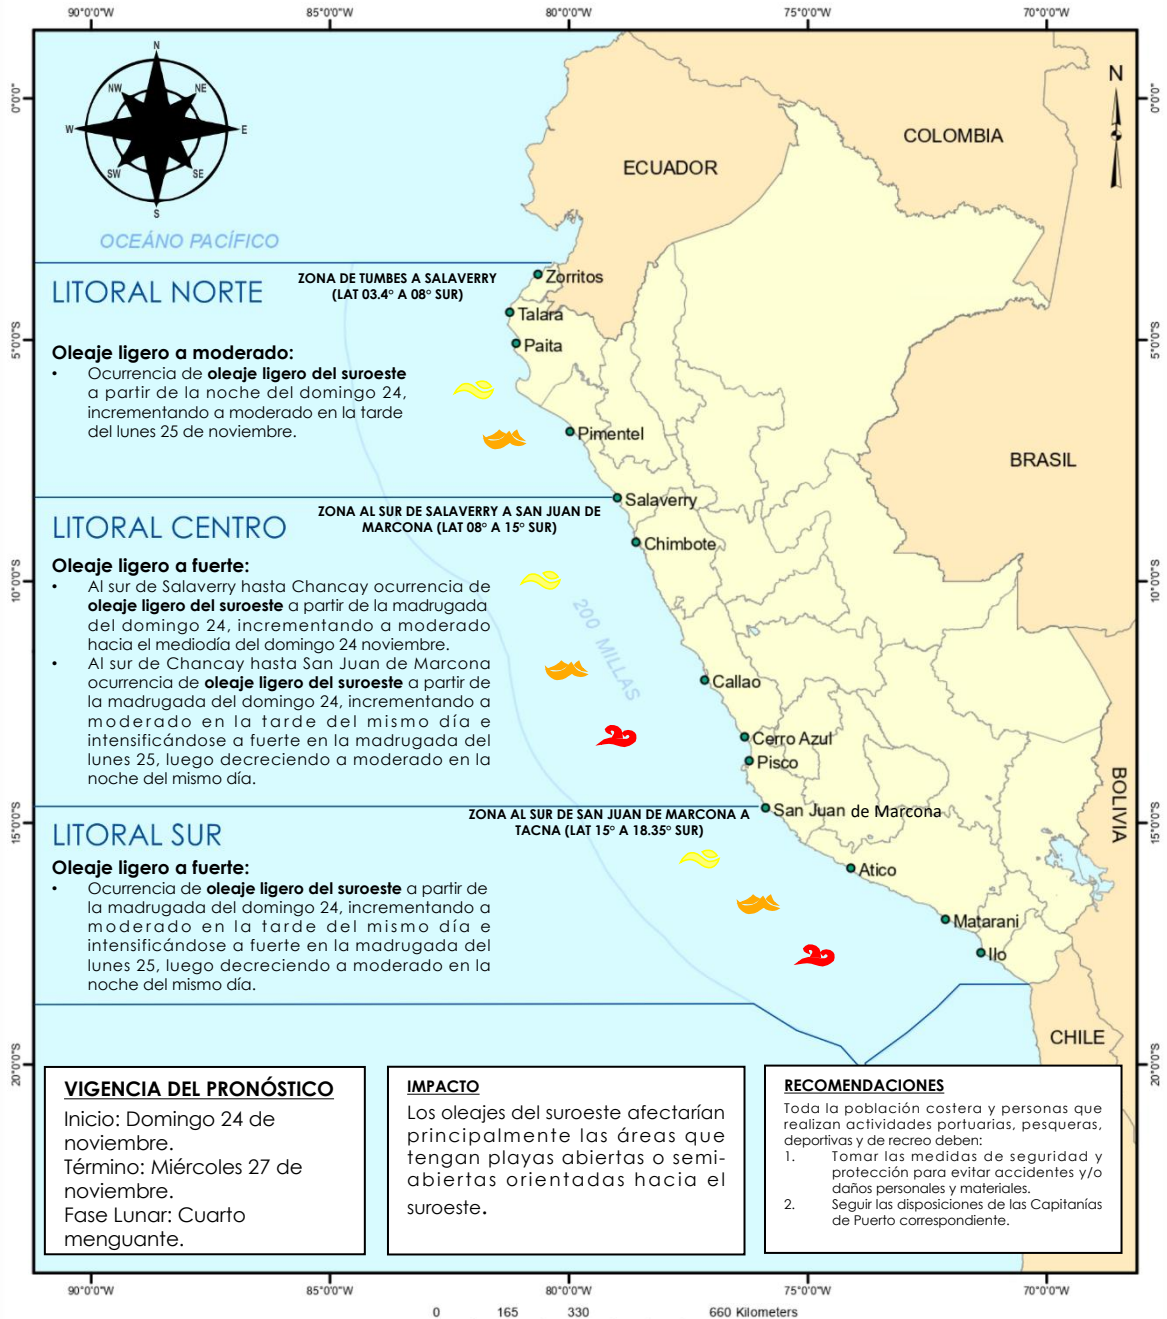 90°0'0"W 85°0'0"W 80°0'0"W 75°0'0"W 70°0'0"W
0°0'0"
5°0'0"S
10°0'0"S
15°0'0"S
20°0'0"S
0°0'0"
5°0'0"S
10°0'0"S
15°0'0"S
20°0'0"S
N
NW
NE
W
E
SW
SE
S
N
COLOMBIA
ECUADOR
BRASIL
BOLIVIA
CHILE
OCEÁNO PACÍFICO
200 MILLAS
LITORAL NORTE
ZONA DE TUMBES A SALAVERRY
(LAT 03.4° A 08° SUR)
Oleaje ligero a moderado:
• Ocurrencia de oleaje ligero del suroeste
a partir de la noche del domingo 24,
incrementando a moderado en la tarde
del lunes 25 de noviembre.
Zorritos
Talara
Paita
Pimentel
Salaverry
Chimbote
Callao
Cerro Azul
Pisco
San Juan de Marcona
Atico
Matarani
Ilo
LITORAL CENTRO
ZONA AL SUR DE SALAVERRY A SAN JUAN DE
MARCONA (LAT 08° A 15° SUR)
Oleaje ligero a fuerte:
• Al sur de Salaverry hasta Chancay ocurrencia de
oleaje ligero del suroeste a partir de la madrugada
del domingo 24, incrementando a moderado
hacia el mediodía del domingo 24 noviembre.
• Al sur de Chancay hasta San Juan de Marcona
ocurrencia de oleaje ligero del suroeste a partir de
la madrugada del domingo 24, incrementando a
moderado en la tarde del mismo día e
intensificándose a fuerte en la madrugada del
lunes 25, luego decreciendo a moderado en la
noche del mismo día.
LITORAL SUR
ZONA AL SUR DE SAN JUAN DE MARCONA A
TACNA (LAT 15° A 18.35° SUR)
Oleaje ligero a fuerte:
• Ocurrencia de oleaje ligero del suroeste a partir de
la madrugada del domingo 24, incrementando a
moderado en la tarde del mismo día e
intensificándose a fuerte en la madrugada del
lunes 25, luego decreciendo a moderado en la
noche del mismo día.
VIGENCIA DEL PRONÓSTICO
Inicio: Domingo 24 de
noviembre.
Término: Miércoles 27 de
noviembre.
Fase Lunar: Cuarto
menguante.
IMPACTO
Los oleajes del suroeste afectarían
principalmente las áreas que
tengan playas abiertas o semi-
abiertas orientadas hacia el
suroeste.
RECOMENDACIONES
Toda la población costera y personas que
realizan actividades portuarias, pesqueras,
deportivas y de recreo deben:
1. Tomar las medidas de seguridad y
protección para evitar accidentes y/o
daños personales y materiales.
2. Seguir las disposiciones de las Capitanías
de Puerto correspondiente.
90°0'0"W 85°0'0"W 80°0'0"W 75°0'0"W 70°0'0"W
0 165 330 660 Kilometers